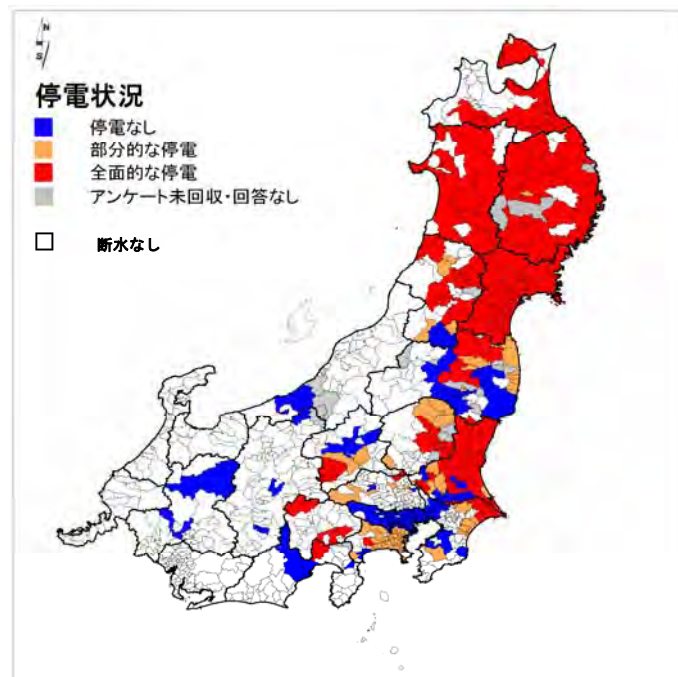 N
S
停電状況
停電なし
部分的な停電
全面的な停電
アンケート未回収・回答なし
断水なし